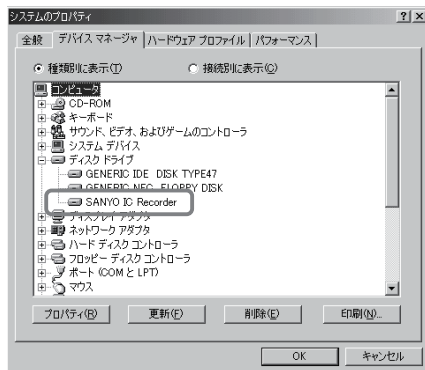 システムのプロパティ
全般 デバイス マネージャ ハードウェア プロファイル パフォーマンス
種類別に表示(T) 接続別に表示(C)
コンピュータ
CD-ROM
キーボード
サウンド、ビデオ、およびゲームのコントローラ
システム デバイス
ディスク ドライブ
GENERIC IDE DISK TYPE47
GENERIC NEC FLOPPY DISK
SANYO IC Recorder
ディスプレイ アダプタ
ネットワーク アダプタ
ハード ディスク コントローラ
フロッピー ディスク コントローラ
ポート (COM と LPT)
マウス
プロパティ(R) 更新(F) 削除(E) 印刷(N)...
OK キャンセル